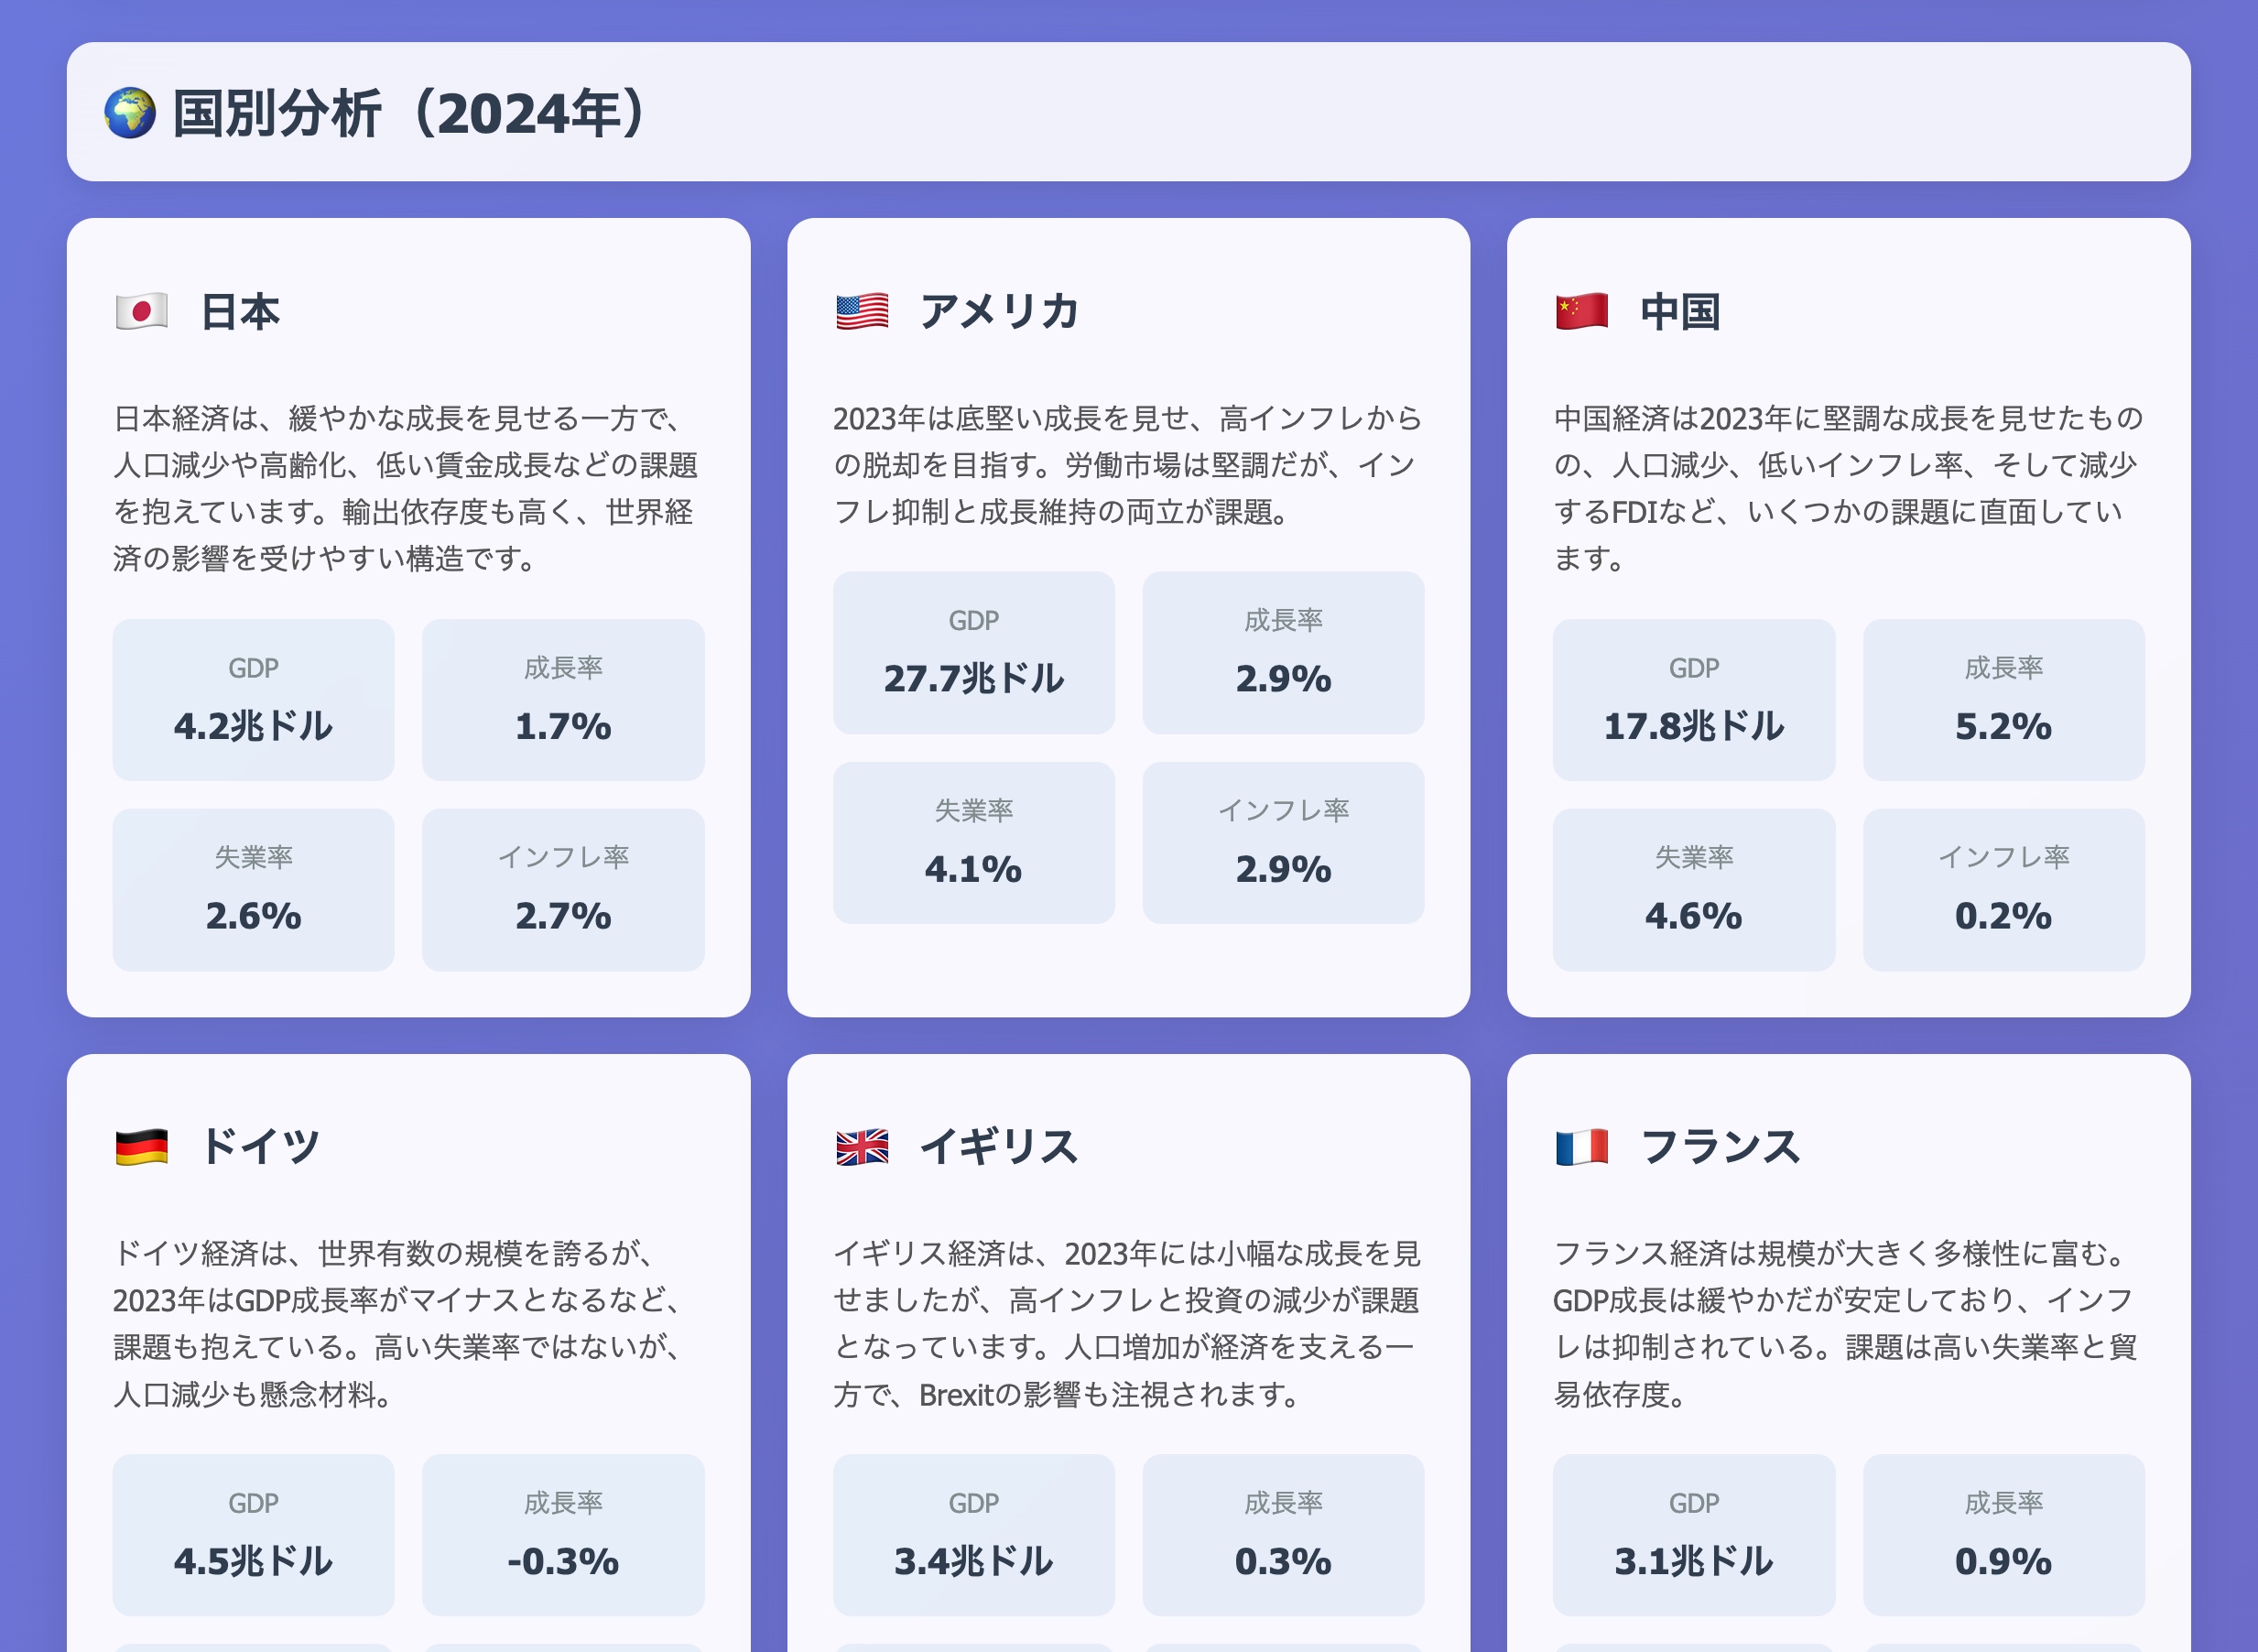 国別分析（2024年）
日本
日本経済は、緩やかな成長を見せる一方で、
人口減少や高齢化、低い賃金成長などの課題
を抱えています。輸出依存度も高く、世界経
済の影響を受けやすい構造です。
GDP
4.2兆ドル
成長率
1.7%
失業率
2.6%
インフレ率
2.7%
アメリカ
2023年は底堅い成長を見せ、高インフレから
の脱却を目指す。労働市場は堅調だが、イン
フレ抑制と成長維持の両立が課題。
GDP
27.7兆ドル
成長率
2.9%
失業率
4.1%
インフレ率
2.9%
中国
中国経済は2023年に堅調な成長を見せたもの
の、人口減少、低いインフレ率、そして減少
するFDIなど、いくつかの課題に直面してい
ます。
GDP
17.8兆ドル
成長率
5.2%
失業率
4.6%
インフレ率
0.2%
ドイツ
ドイツ経済は、世界有数の規模を誇るが、
2023年はGDP成長率がマイナスとなるなど、
課題も抱えている。高い失業率ではないが、
人口減少も懸念材料。
GDP
4.5兆ドル
成長率
-0.3%
イギリス
イギリス経済は、2023年には小幅な成長を見
せましたが、高インフレと投資の減少が課題
となっています。人口増加が経済を支える一
方で、Brexitの影響も注視されます。
GDP
3.4兆ドル
成長率
0.3%
フランス
フランス経済は規模が大きく多様性に富む。
GDP成長は緩やかだが安定しており、インフ
レは抑制されている。課題は高い失業率と貿
易依存度。
GDP
3.1兆ドル
成長率
0.9%